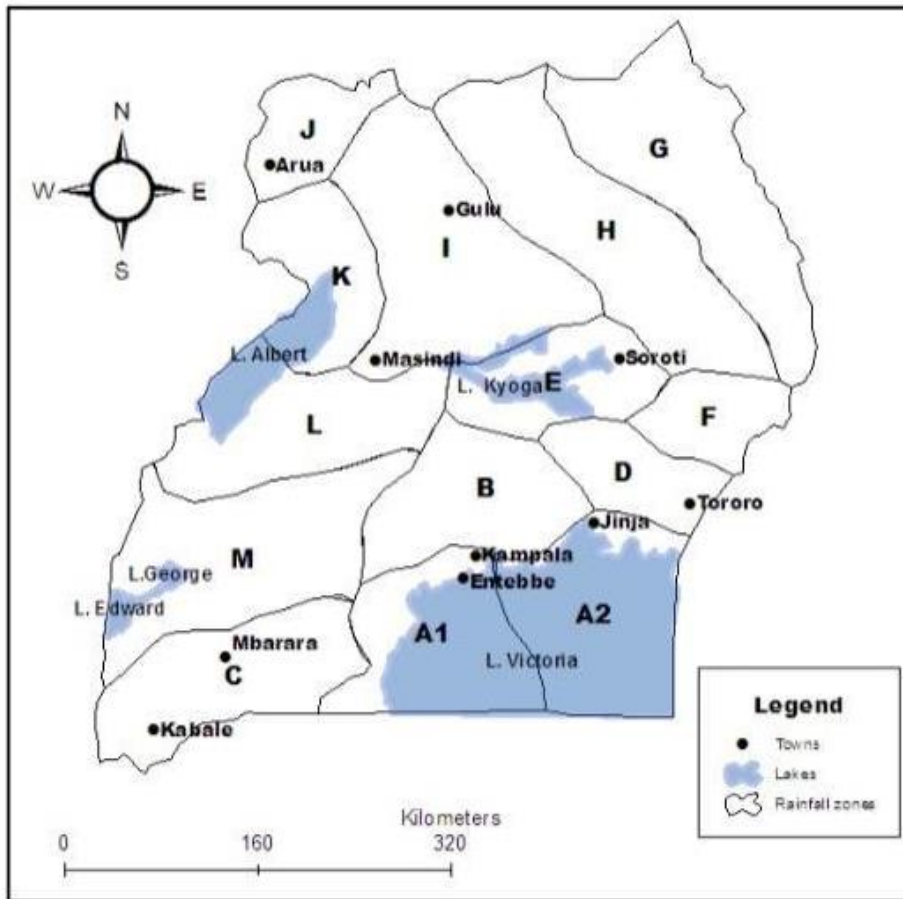 N
W E
S
J
Arua
G
Gulu
H
I
K
L. Albert
Masindi
Soroti
L. Kyoga
E
F
L
B
D
Tororo
Jinja
Kampala
L.George
M
Entebbe
L. Edward
A1
A2
Mbarara
L. Victoria
C
Kabale
Legend
Towns
Lakes
Rainfall zones
Kilometers
0 160 320